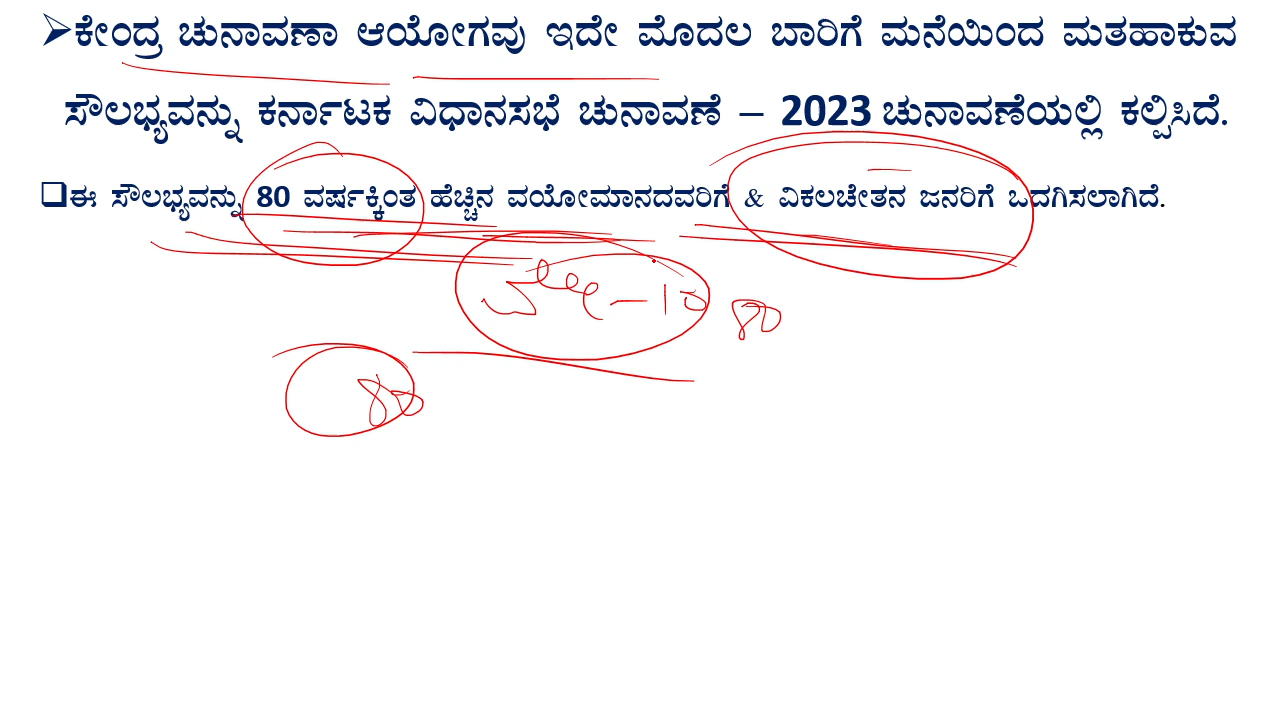 ➢ಕೇಂದ್ರ ಚುನಾವಣಾ ಆಯೋಗವು ಇದೇ ಮೊದಲ ಬಾರಿಗೆ ಮನೆಯಿಂದ ಮತಹಾಕುವ
ಸೌಲಭ್ಯವನ್ನು ಕರ್ನಾಟಕ ವಿಧಾನಸಭೆ ಚುನಾವಣೆ – 2023 ಚುನಾವಣೆಯಲ್ಲಿ ಕಲ್ಪಿಸಿದೆ.
❑ಈ ಸೌಲಭ್ಯವನ್ನು 80 ವರ್ಷಕ್ಕಿಂತ ಹೆಚ್ಚಿನ ವಯೋಮಾನದವರಿಗೆ & ವಿಕಲಚೇತನ ಜನರಿಗೆ ಒದಗಿಸಲಾಗಿದೆ.
80
80